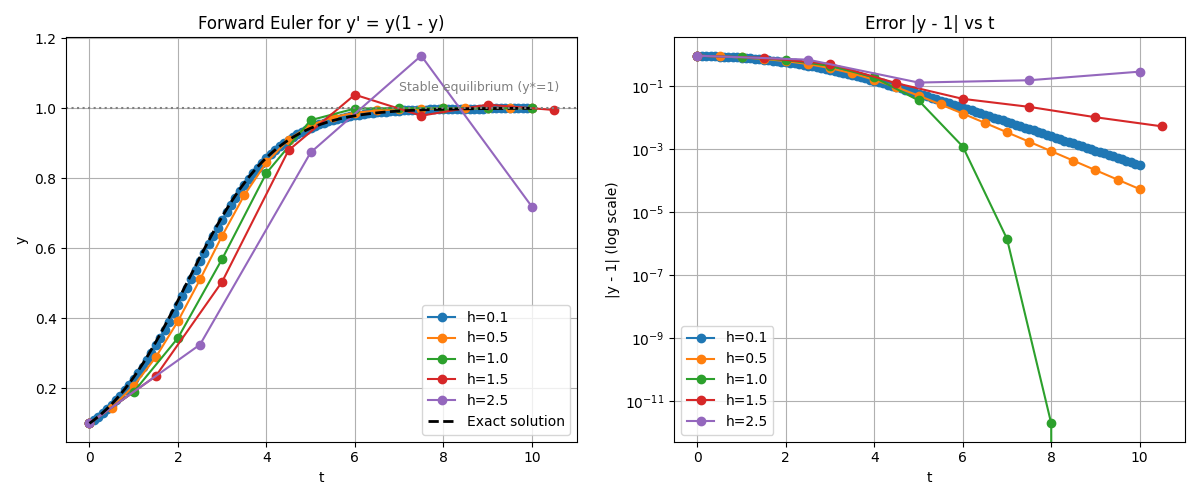 Forward Euler for y' = y(1 - y)
1.2
1.0
0.8
0.6
0.4
0.2
y
Stable equilibrium (y*=1)
h=0.1
h=0.5
h=1.0
h=1.5
h=2.5
Exact solution
0 2 4 6 8 10
t
Error |y - 1| vs t
10⁻¹
10⁻³
10⁻⁵
10⁻⁷
10⁻⁹
10⁻¹¹
|y - 1| (log scale)
h=0.1
h=0.5
h=1.0
h=1.5
h=2.5
0 2 4 6 8 10
t